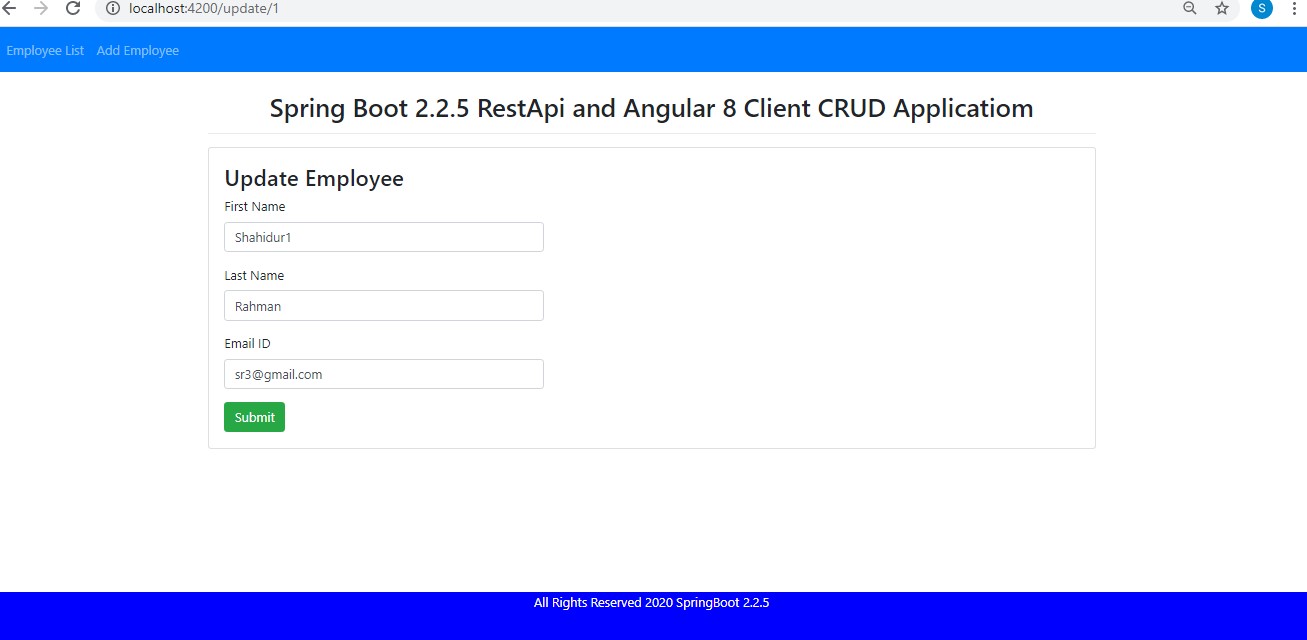 localhost:4200/update/1
S
Employee List Add Employee
Spring Boot 2.2.5 RestApi and Angular 8 Client CRUD Applicatiom
Update Employee
First Name
Shahidur1
Last Name
Rahman
Email ID
sr3@gmail.com
Submit
All Rights Reserved 2020 SpringBoot 2.2.5